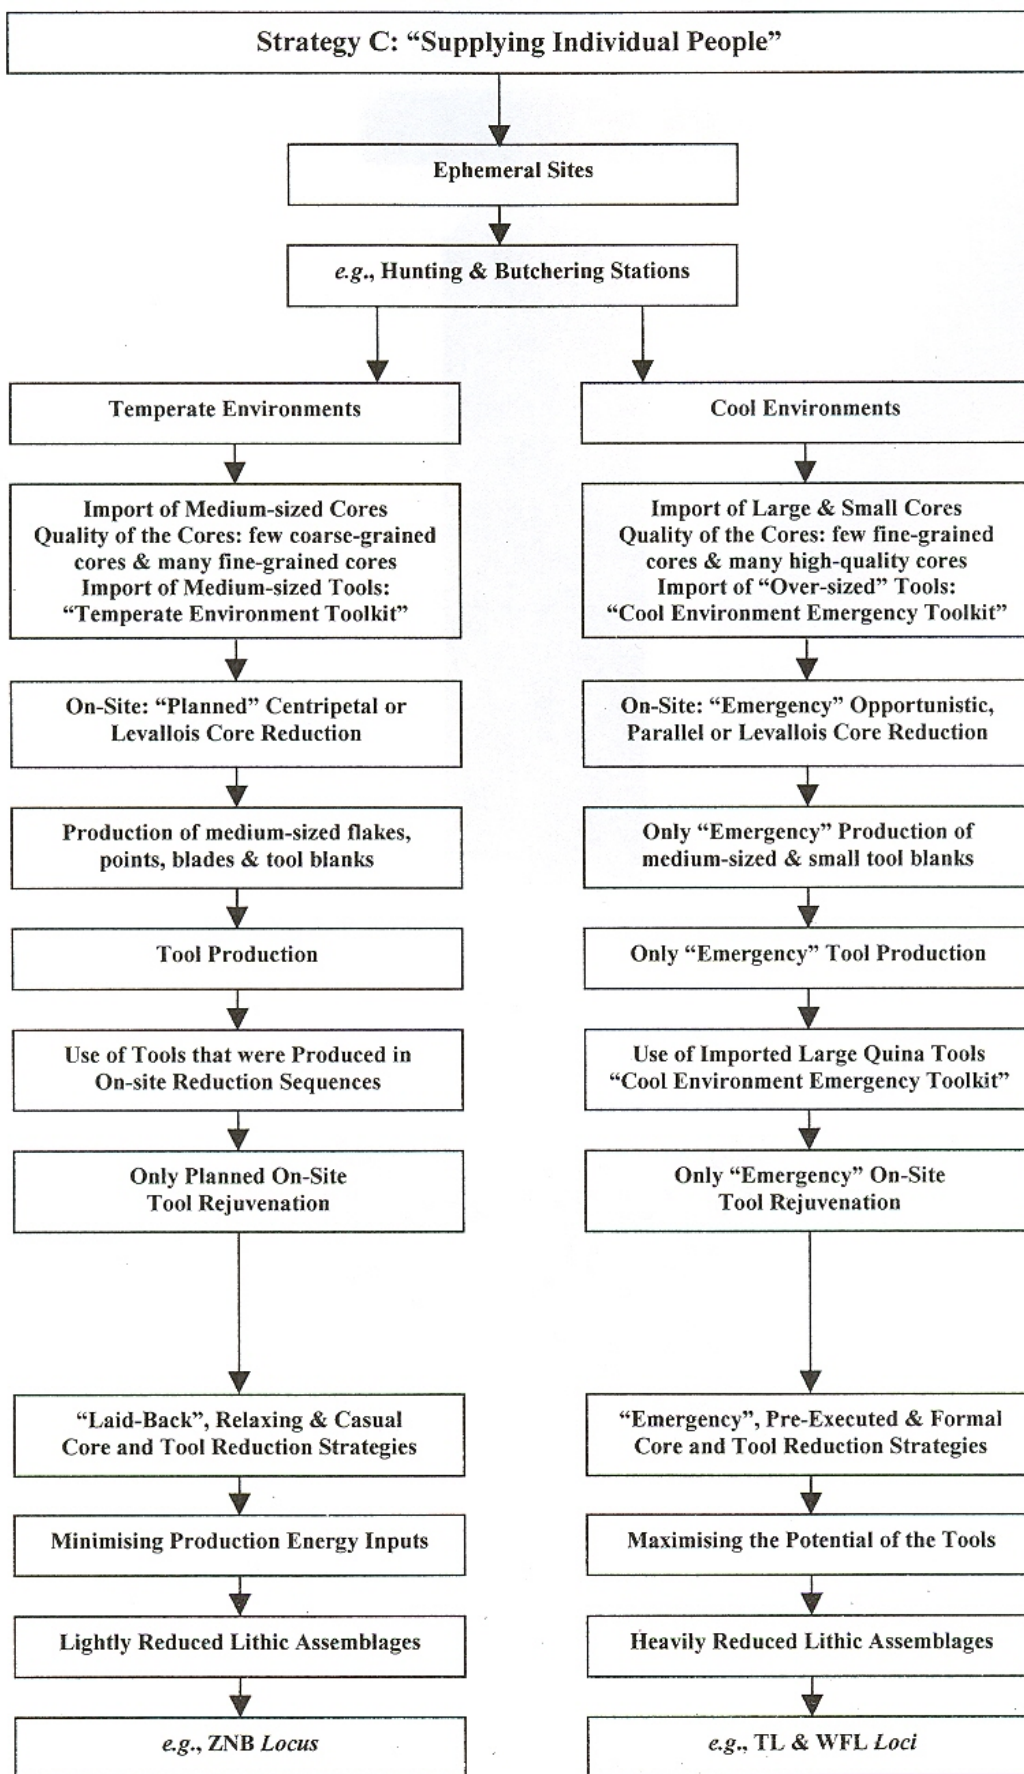 Strategy C: “Supplying Individual People”
Ephemeral Sites
e.g., Hunting & Butchering Stations
Temperate Environments
Import of Medium-sized Cores
Quality of the Cores: few coarse-grained
cores & many fine-grained cores
Import of Medium-sized Tools:
“Temperate Environment Toolkit”
On-Site: “Planned” Centripetal or
Levallois Core Reduction
Production of medium-sized flakes,
points, blades & tool blanks
Tool Production
Use of Tools that were Produced in
On-site Reduction Sequences
Only Planned On-Site
Tool Rejuvenation
“Laid-Back”, Relaxing & Casual
Core and Tool Reduction Strategies
Minimising Production Energy Inputs
Lightly Reduced Lithic Assemblages
e.g., ZNB Locus
Cool Environments
Import of Large & Small Cores
Quality of the Cores: few fine-grained
cores & many high-quality cores
Import of “Over-sized” Tools:
“Cool Environment Emergency Toolkit”
On-Site: “Emergency” Opportunistic,
Parallel or Levallois Core Reduction
Only “Emergency” Production of
medium-sized & small tool blanks
Only “Emergency” Tool Production
Use of Imported Large Quina Tools
“Cool Environment Emergency Toolkit”
Only “Emergency” On-Site
Tool Rejuvenation
“Emergency”, Pre-Executed & Formal
Core and Tool Reduction Strategies
Maximising the Potential of the Tools
Heavily Reduced Lithic Assemblages
e.g., TL & WFL Loci